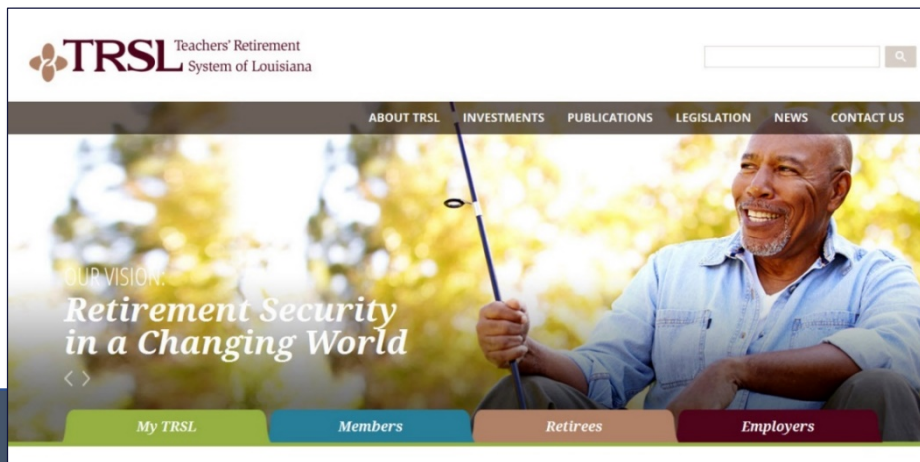 TRSL Teachers' Retirement
System of Louisiana
ABOUT TRSL INVESTMENTS PUBLICATIONS LEGISLATION NEWS CONTACT US
OUR VISION:
Retirement Security
in a Changing World
My TRSL Members Retirees Employers